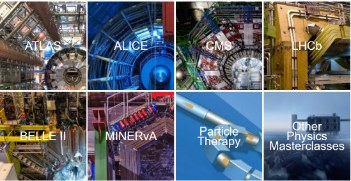 ATLAS
ALICE
CMS
LHCb
BELLE II
MINERvA
Particle
Therapy
Other
Physics
Masterclasses